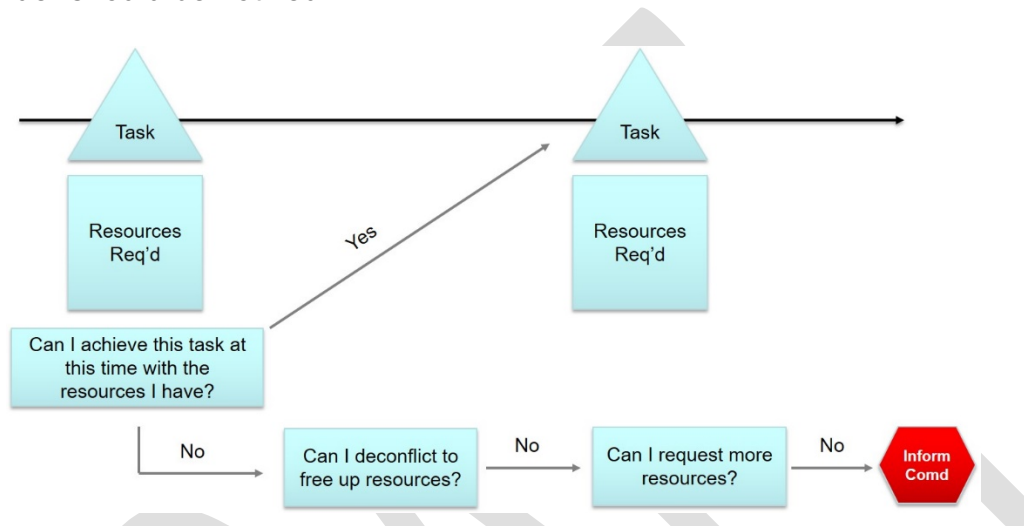 Task
Task
Resources
Req'd
Resources
Req'd
Yes
Can I achieve this task at
this time with the
resources I have?
No
Can I deconflict to
free up resources?
No
Can I request more
resources?
No
Inform
Comd